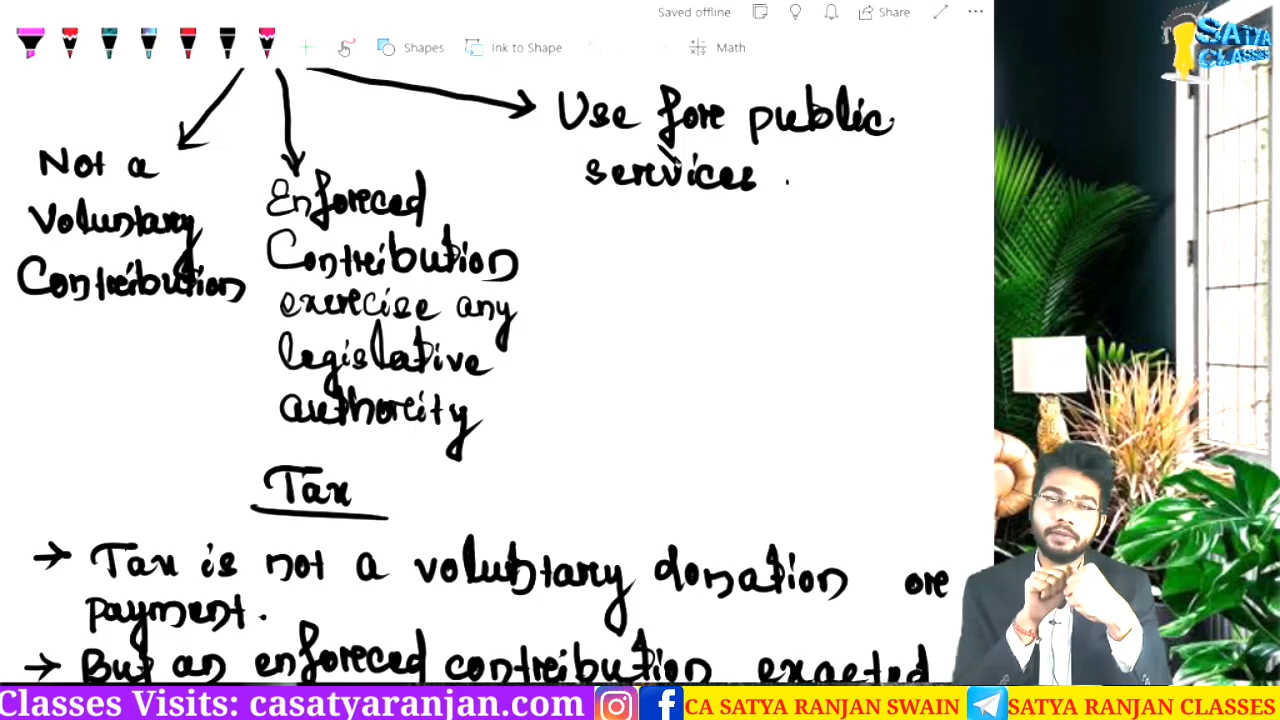 Saved offline
Share
Shapes
Ink to Shape
Math
SATYA
CLASSES
Use fore public
services.
Not a
Voluntary
Contribution
Enforeced
Contribution
exercise any
legislative
authority
Tax
→ Tax is not a voluntary donation ore
payment.
→ But an enforeced contribution exacted
Classes Visits: casatyaranjan.com
CA SATYA RANJAN SWAIN
SATYA RANJAN CLASSES